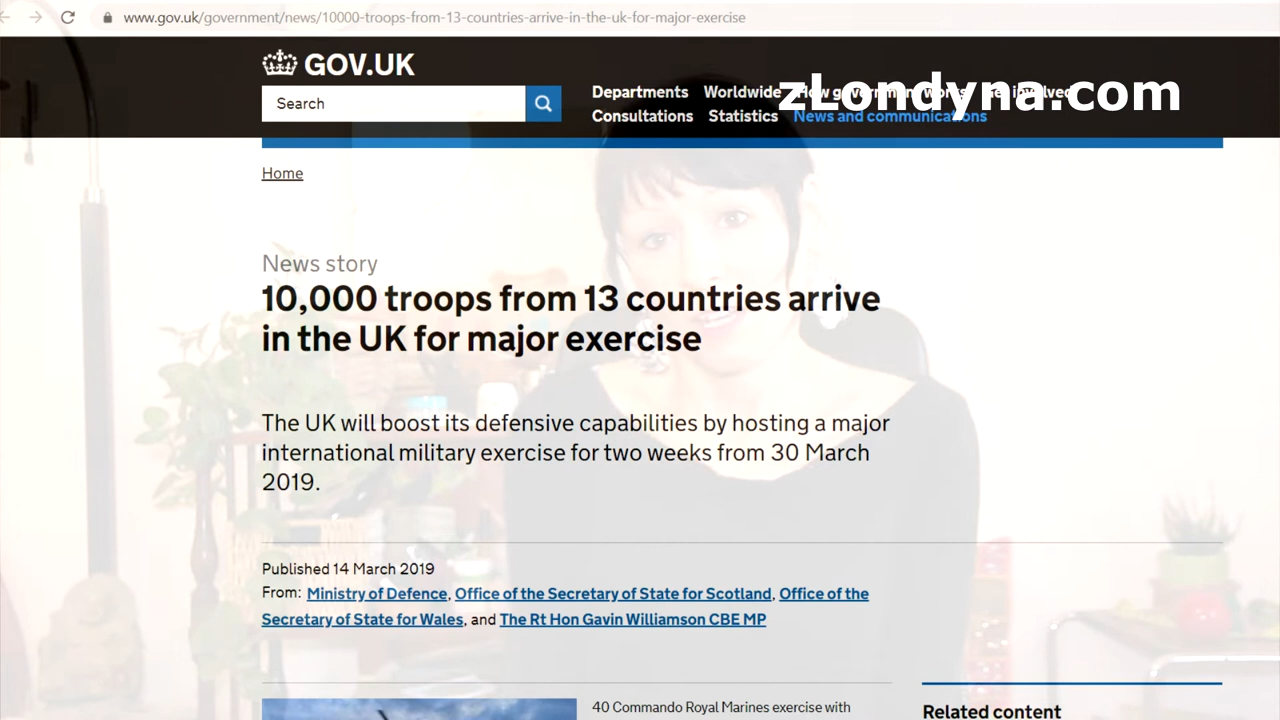 www.gov.uk/government/news/10000-troops-from-13-countries-arrive-in-the-uk-for-major-exercise
GOV.UK
zLondyna.com
Search
Departments Worldwide How government works Get involved
Consultations Statistics News and communications
Home
News story
10,000 troops from 13 countries arrive
in the UK for major exercise
The UK will boost its defensive capabilities by hosting a major
international military exercise for two weeks from 30 March
2019.
Published 14 March 2019
From: Ministry of Defence, Office of the Secretary of State for Scotland, Office of the
Secretary of State for Wales, and The Rt Hon Gavin Williamson CBE MP
40 Commando Royal Marines exercise with
Related content